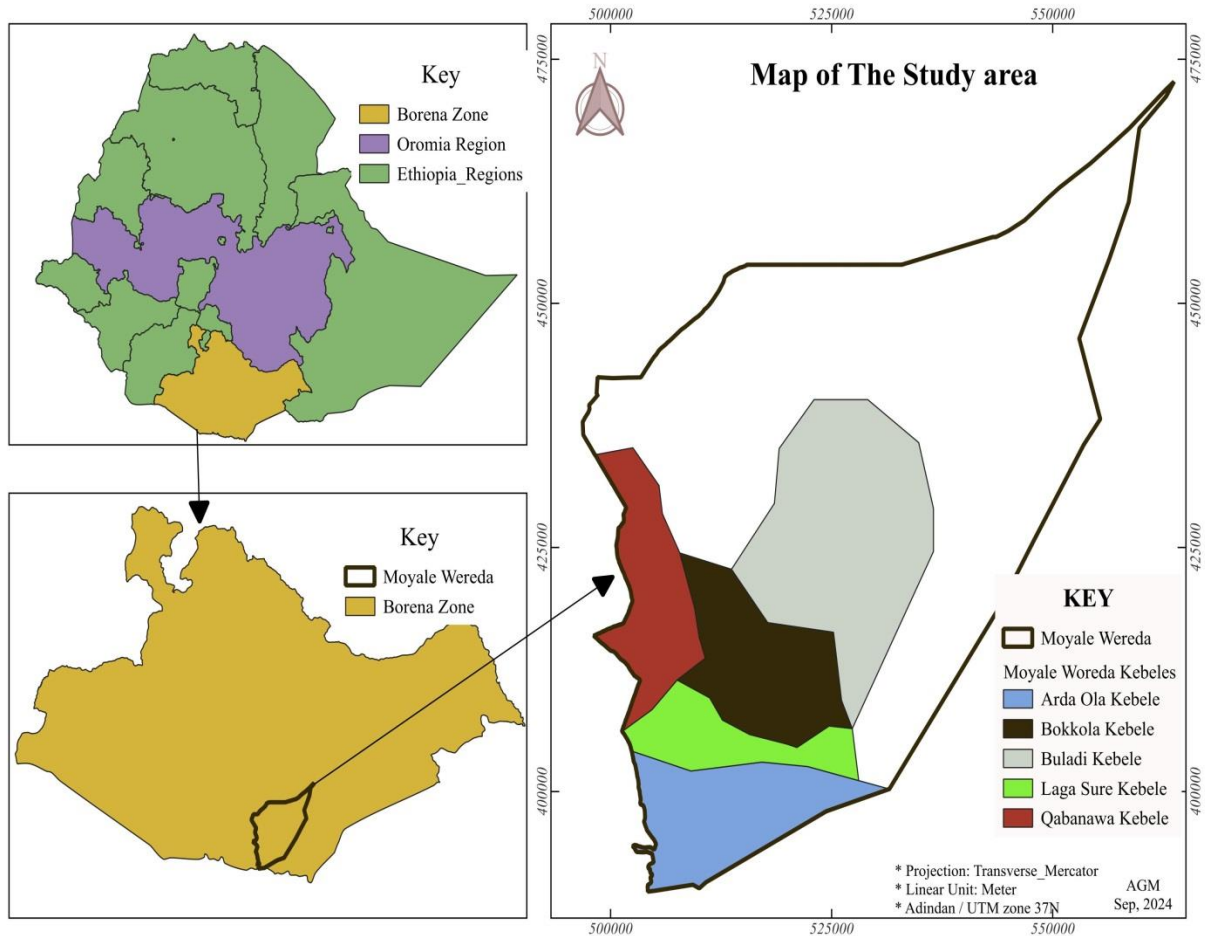 Key
Borena Zone
Oromia Region
Ethiopia_Regions
Key
Moyale Wereda
Borena Zone
500000
525000
550000
475000
475000
450000
450000
425000
425000
400000
400000
N
Map of The Study area
KEY
Moyale Wereda
Moyale Woreda Kebeles
Arda Ola Kebele
Bokkola Kebele
Buladi Kebele
Laga Sure Kebele
Qabanawa Kebele
* Projection: Transverse_Mercator
* Linear Unit: Meter
* Adindan / UTM zone 37N
AGM
Sep, 2024
500000
525000
550000